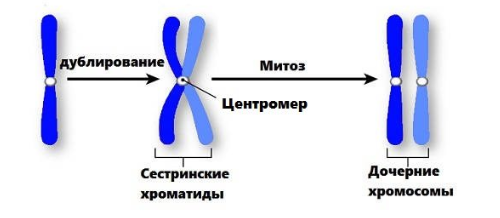 дублирование
Митоз
Центромер
Сестринские
хроматиды
Дочерние
хромосомы